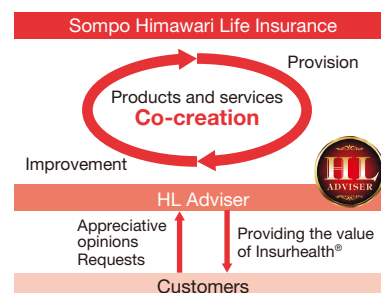 Sompo Himawari Life Insurance
Provision
Products and services
Co-creation
Improvement
HL
ADVISER
HL Adviser
Appreciative
opinions
Requests
Providing the value
of Insurhealth®
Customers